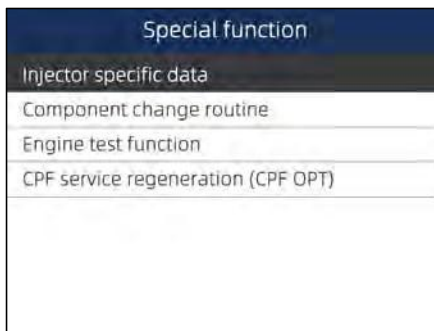 Special function
Injector specific data
Component change routine
Engine test function
CPF service regeneration (CPF OPT)